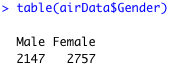 > table(airData$Gender)
Male Female
2147 2757